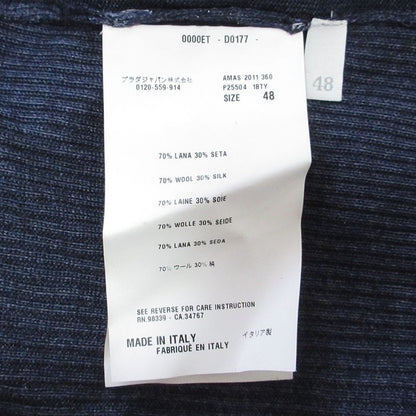 0000ET - D0177 -
プラダジャパン株式会社
0120-559-914
AMAS 2011 360
P25504 18TY
SIZE 48
48
70% LANA 30% SETA
70% WOOL 30% SILK
70% LAINE 30% SOIE
70% WOLLE 30% SEIDE
70% LANA 30% SEDA
70% ウール 30% 絹
SEE REVERSE FOR CARE INSTRUCTION
RN.98339 - CA.34767
MADE IN ITALY イタリア製
FABRIQUÉ EN ITALY